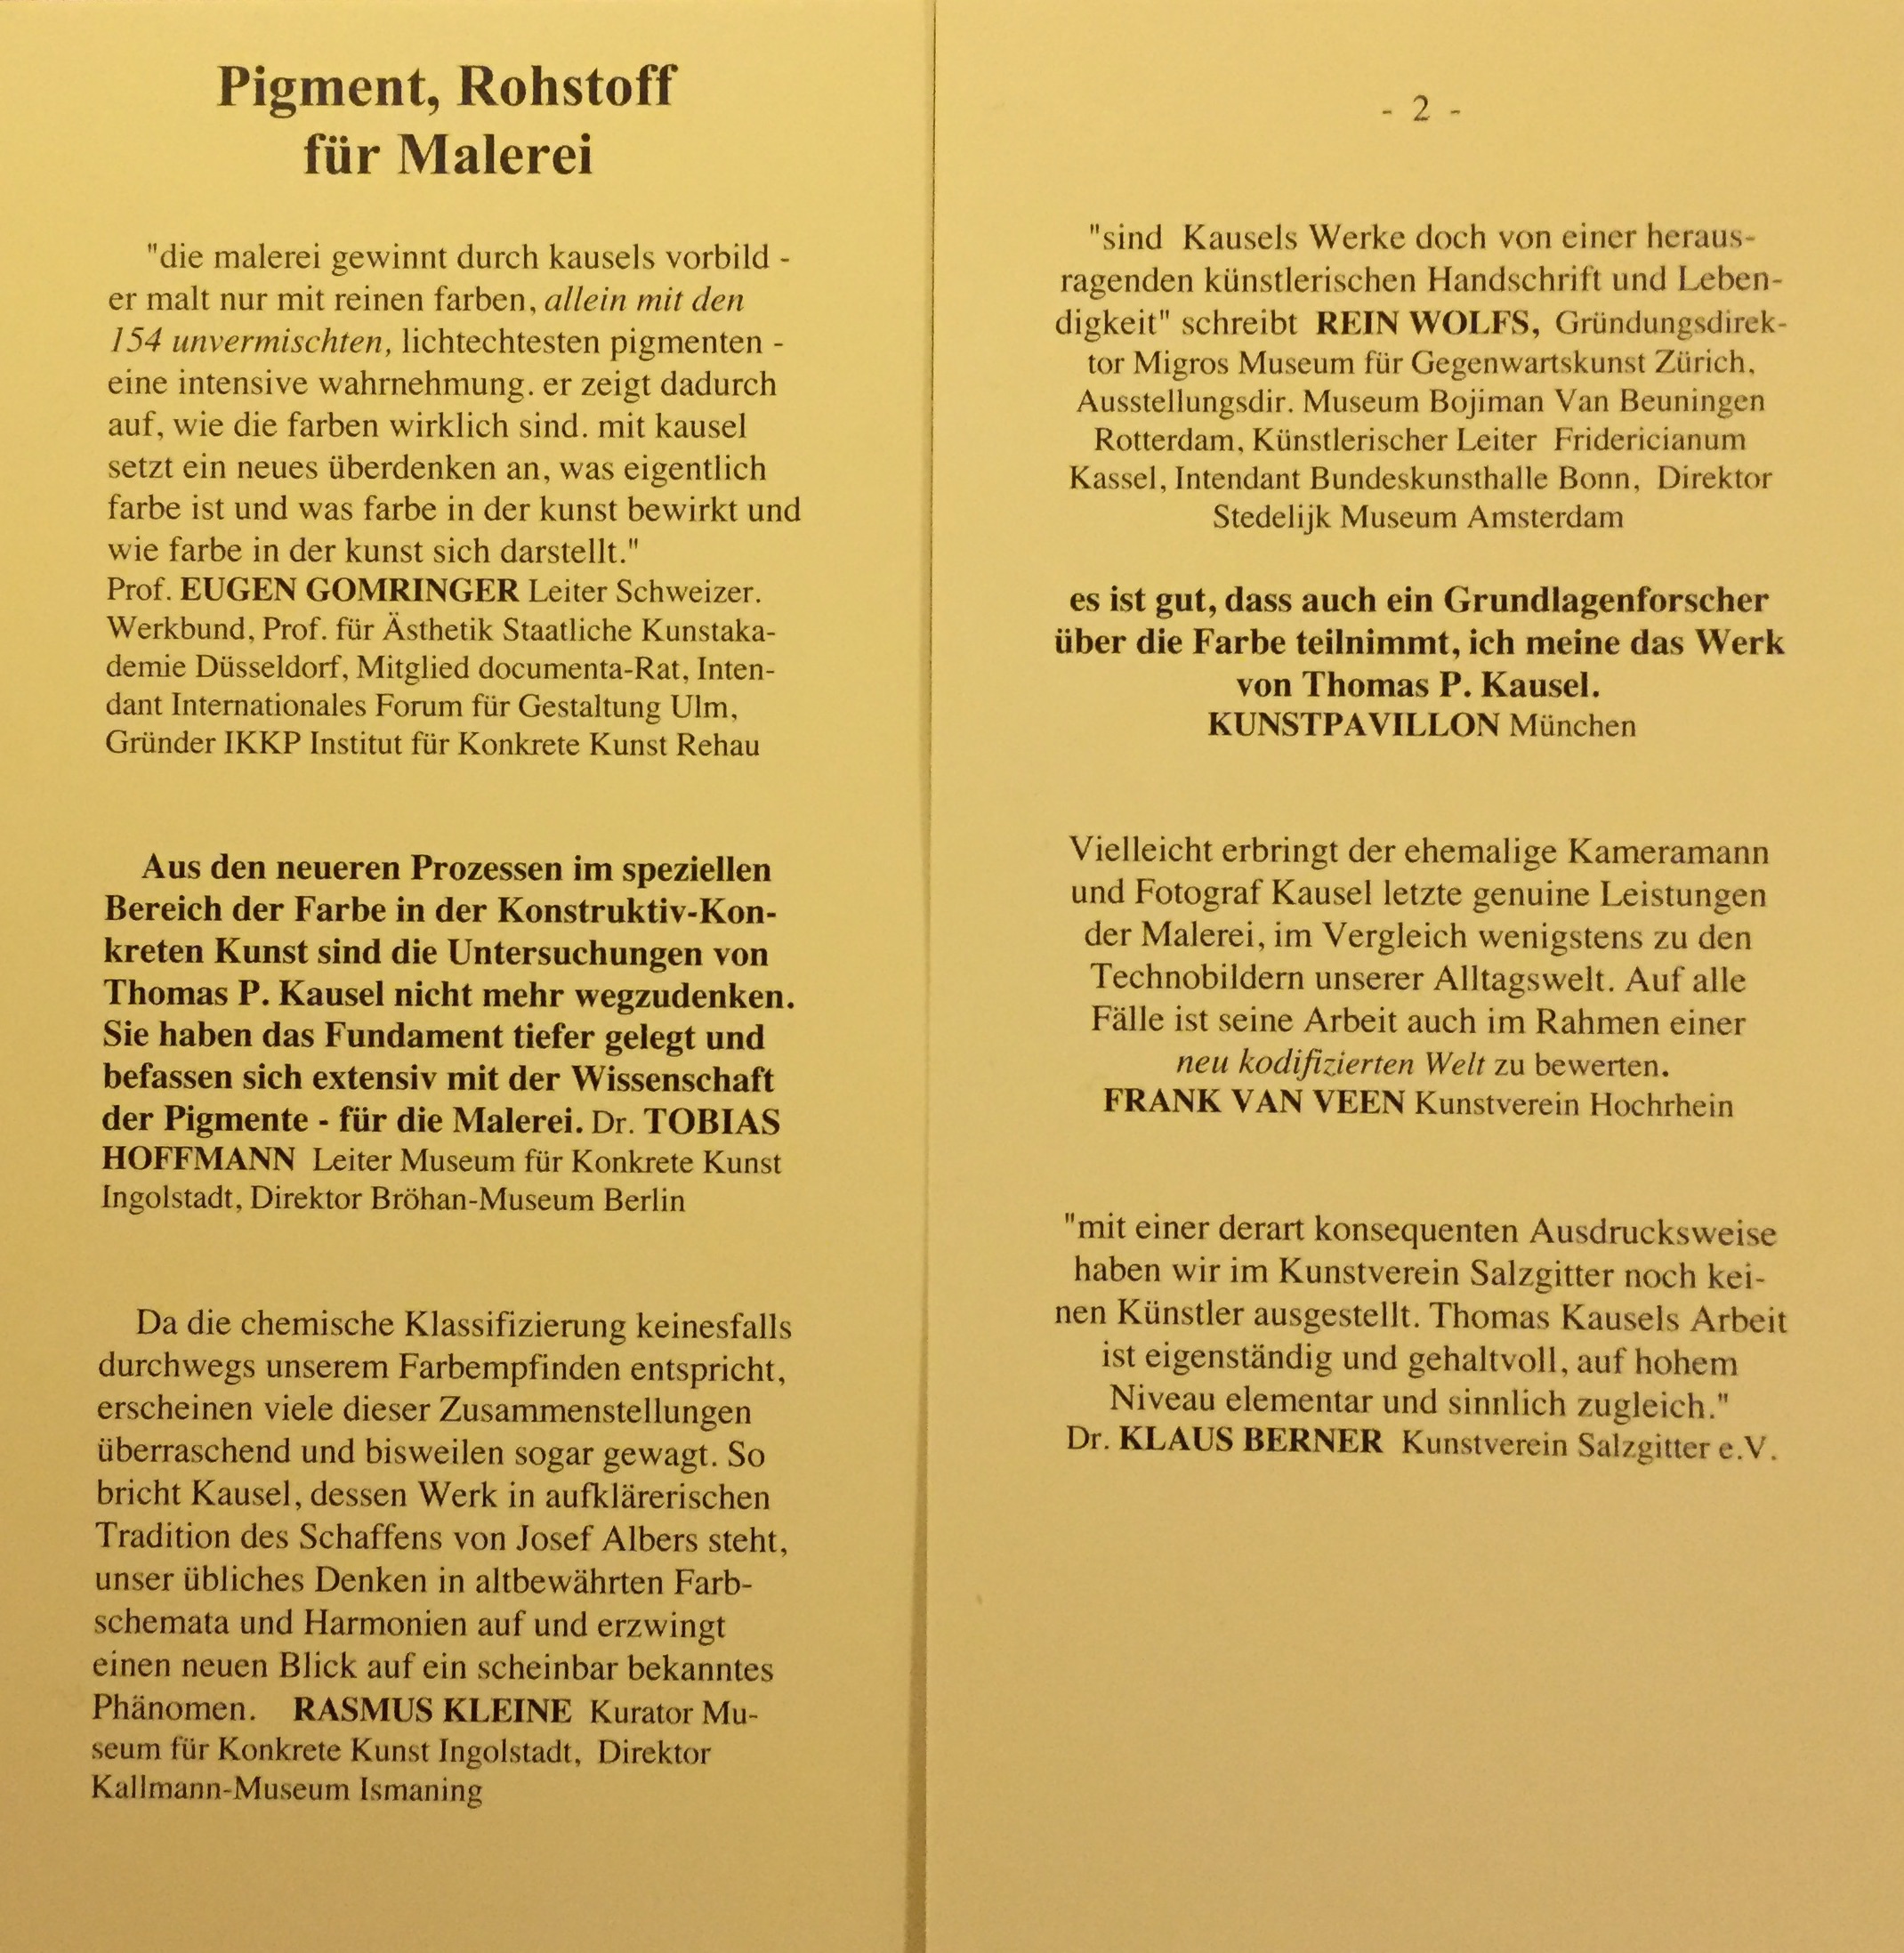 Pigment, Rohstoff
für Malerei
"die malerei gewinnt durch kausels vorbild -
er malt nur mit reinen farben, allein mit den
154 unvermischten, lichtechtesten pigmenten -
eine intensive wahrnehmung. er zeigt dadurch
auf, wie die farben wirklich sind. mit kausel
setzt ein neues überdenken an, was eigentlich
farbe ist und was farbe in der kunst bewirkt und
wie farbe in der kunst sich darstellt."
Prof. EUGEN GOMRINGER Leiter Schweizer.
Werkbund, Prof. für Ästhetik Staatliche Kunstaka-
demie Düsseldorf, Mitglied documenta-Rat, Inten-
dant Internationales Forum für Gestaltung Ulm,
Gründer IKKP Institut für Konkrete Kunst Rehau
Aus den neueren Prozessen im speziellen
Bereich der Farbe in der Konstruktiv-Kon-
kreten Kunst sind die Untersuchungen von
Thomas P. Kausel nicht mehr wegzudenken.
Sie haben das Fundament tiefer gelegt und
befassen sich extensiv mit der Wissenschaft
der Pigmente - für die Malerei. Dr. TOBIAS
HOFFMANN Leiter Museum für Konkrete Kunst
Ingolstadt, Direktor Bröhan-Museum Berlin
Da die chemische Klassifizierung keinesfalls
durchwegs unserem Farbempfinden entspricht,
erscheinen viele dieser Zusammenstellungen
überraschend und bisweilen sogar gewagt. So
bricht Kausel, dessen Werk in aufklärerischen
Tradition des Schaffens von Josef Albers steht,
unser übliches Denken in altbewährten Farb-
schemata und Harmonien auf und erzwingt
einen neuen Blick auf ein scheinbar bekanntes
Phänomen. RASMUS KLEINE Kurator Mu-
seum für Konkrete Kunst Ingolstadt, Direktor
Kallmann-Museum Ismaning
- 2 -
"sind Kausels Werke doch von einer heraus-
ragenden künstlerischen Handschrift und Leben-
digkeit" schreibt REIN WOLFS, Gründungsdirek-
tor Migros Museum für Gegenwartskunst Zürich,
Ausstellungsdir. Museum Bojiman Van Beuningen
Rotterdam, Künstlerischer Leiter Fridericianum
Kassel, Intendant Bundeskunsthalle Bonn, Direktor
Stedelijk Museum Amsterdam
es ist gut, dass auch ein Grundlagenforscher
über die Farbe teilnimmt, ich meine das Werk
von Thomas P. Kausel.
KUNSTPAVILLON München
Vielleicht erbringt der ehemalige Kameramann
und Fotograf Kausel letzte genuine Leistungen
der Malerei, im Vergleich wenigstens zu den
Technobildern unserer Alltagswelt. Auf alle
Fälle ist seine Arbeit auch im Rahmen einer
neu kodifizierten Welt zu bewerten.
FRANK VAN VEEN Kunstverein Hochrhein
"mit einer derart konsequenten Ausdrucksweise
haben wir im Kunstverein Salzgitter noch kei-
nen Künstler ausgestellt. Thomas Kausels Arbeit
ist eigenständig und gehaltvoll, auf hohem
Niveau elementar und sinnlich zugleich."
Dr. KLAUS BERNER Kunstverein Salzgitter e.V.